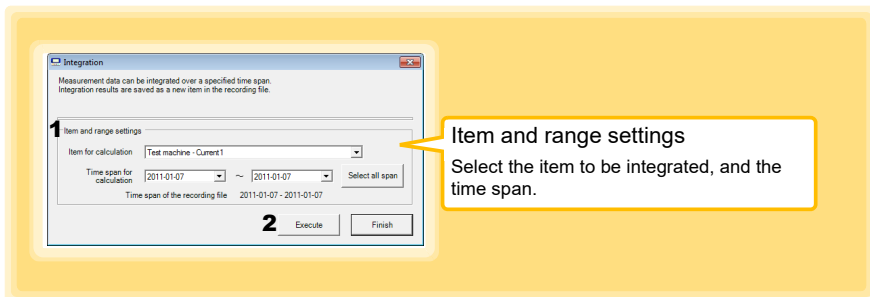 Integration
Measurement data can be integrated over a specified time span.
Integration results are saved as a new item in the recording file.
1
Item and range settings
Item for calculation Test machine - Current1
Time span for
calculation 2011-01-07 ~ 2011-01-07 Select all span
Time span of the recording file 2011-01-07 - 2011-01-07
2 Execute Finish
Item and range settings
Select the item to be integrated, and the
time span.